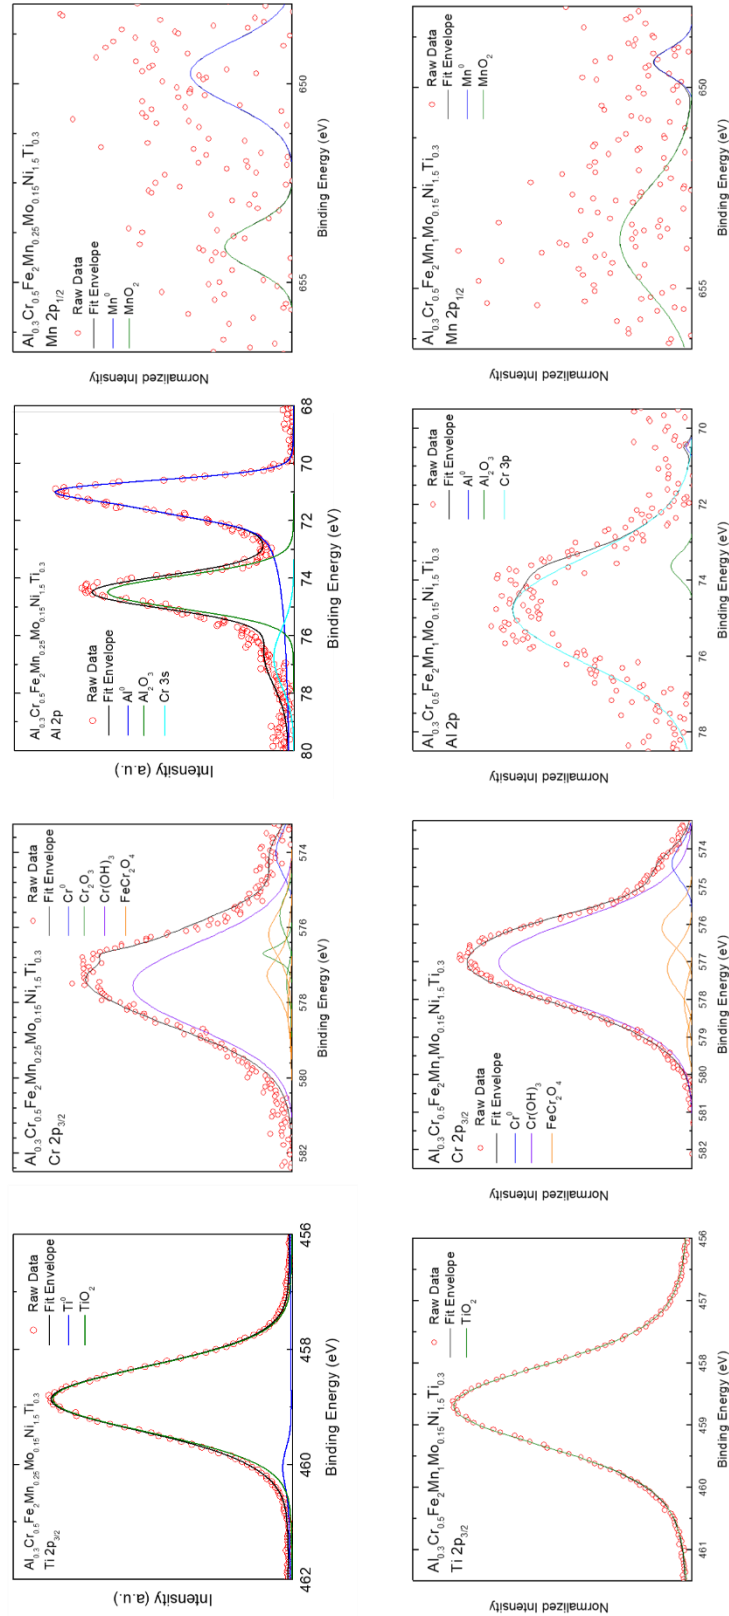 Al0.3Cr0.5Fe2Mn0.25Mo0.15Ni1.5Ti0.3
Ti 2p3/2
Raw Data
Fit Envelope
Ti0
TiO2
Intensity (a.u.)
462 460 458 456
Binding Energy (eV)
Al0.3Cr0.5Fe2Mn0.25Mo0.15Ni1.5Ti0.3
Cr 2p3/2
Raw Data
Fit Envelope
Cr0
Cr2O3
Cr(OH)3
FeCr2O4
582 580 578 576 574
Binding Energy (eV)
Al0.3Cr0.5Fe2Mn0.25Mo0.15Ni1.5Ti0.3
Al 2p
Raw Data
Fit Envelope
Al0
Al2O3
Cr 3s
Intensity (a.u.)
80 78 76 74 72 70 68
Binding Energy (eV)
Al0.3Cr0.5Fe2Mn0.25Mo0.15Ni1.5Ti0.3
Mn 2p1/2
Raw Data
Fit Envelope
Mn0
MnO2
Normalized Intensity
655 650
Binding Energy (eV)
Al0.3Cr0.5Fe2Mn1Mo0.15Ni1.5Ti0.3
Ti 2p3/2
Raw Data
Fit Envelope
TiO2
Normalized Intensity
461 460 459 458 457 456
Binding Energy (eV)
Al0.3Cr0.5Fe2Mn1Mo0.15Ni1.5Ti0.3
Cr 2p3/2
Raw Data
Fit Envelope
Cr0
Cr(OH)3
FeCr2O4
Normalized Intensity
582 581 580 579 578 577 576 575 574
Binding Energy (eV)
Al0.3Cr0.5Fe2Mn1Mo0.15Ni1.5Ti0.3
Al 2p
Raw Data
Fit Envelope
Al0
Al2O3
Cr 3p
Normalized Intensity
78 76 74 72 70
Binding Energy (eV)
Al0.3Cr0.5Fe2Mn1Mo0.15Ni1.5Ti0.3
Mn 2p1/2
Raw Data
Fit Envelope
Mn0
MnO2
Normalized Intensity
655 650
Binding Energy (eV)